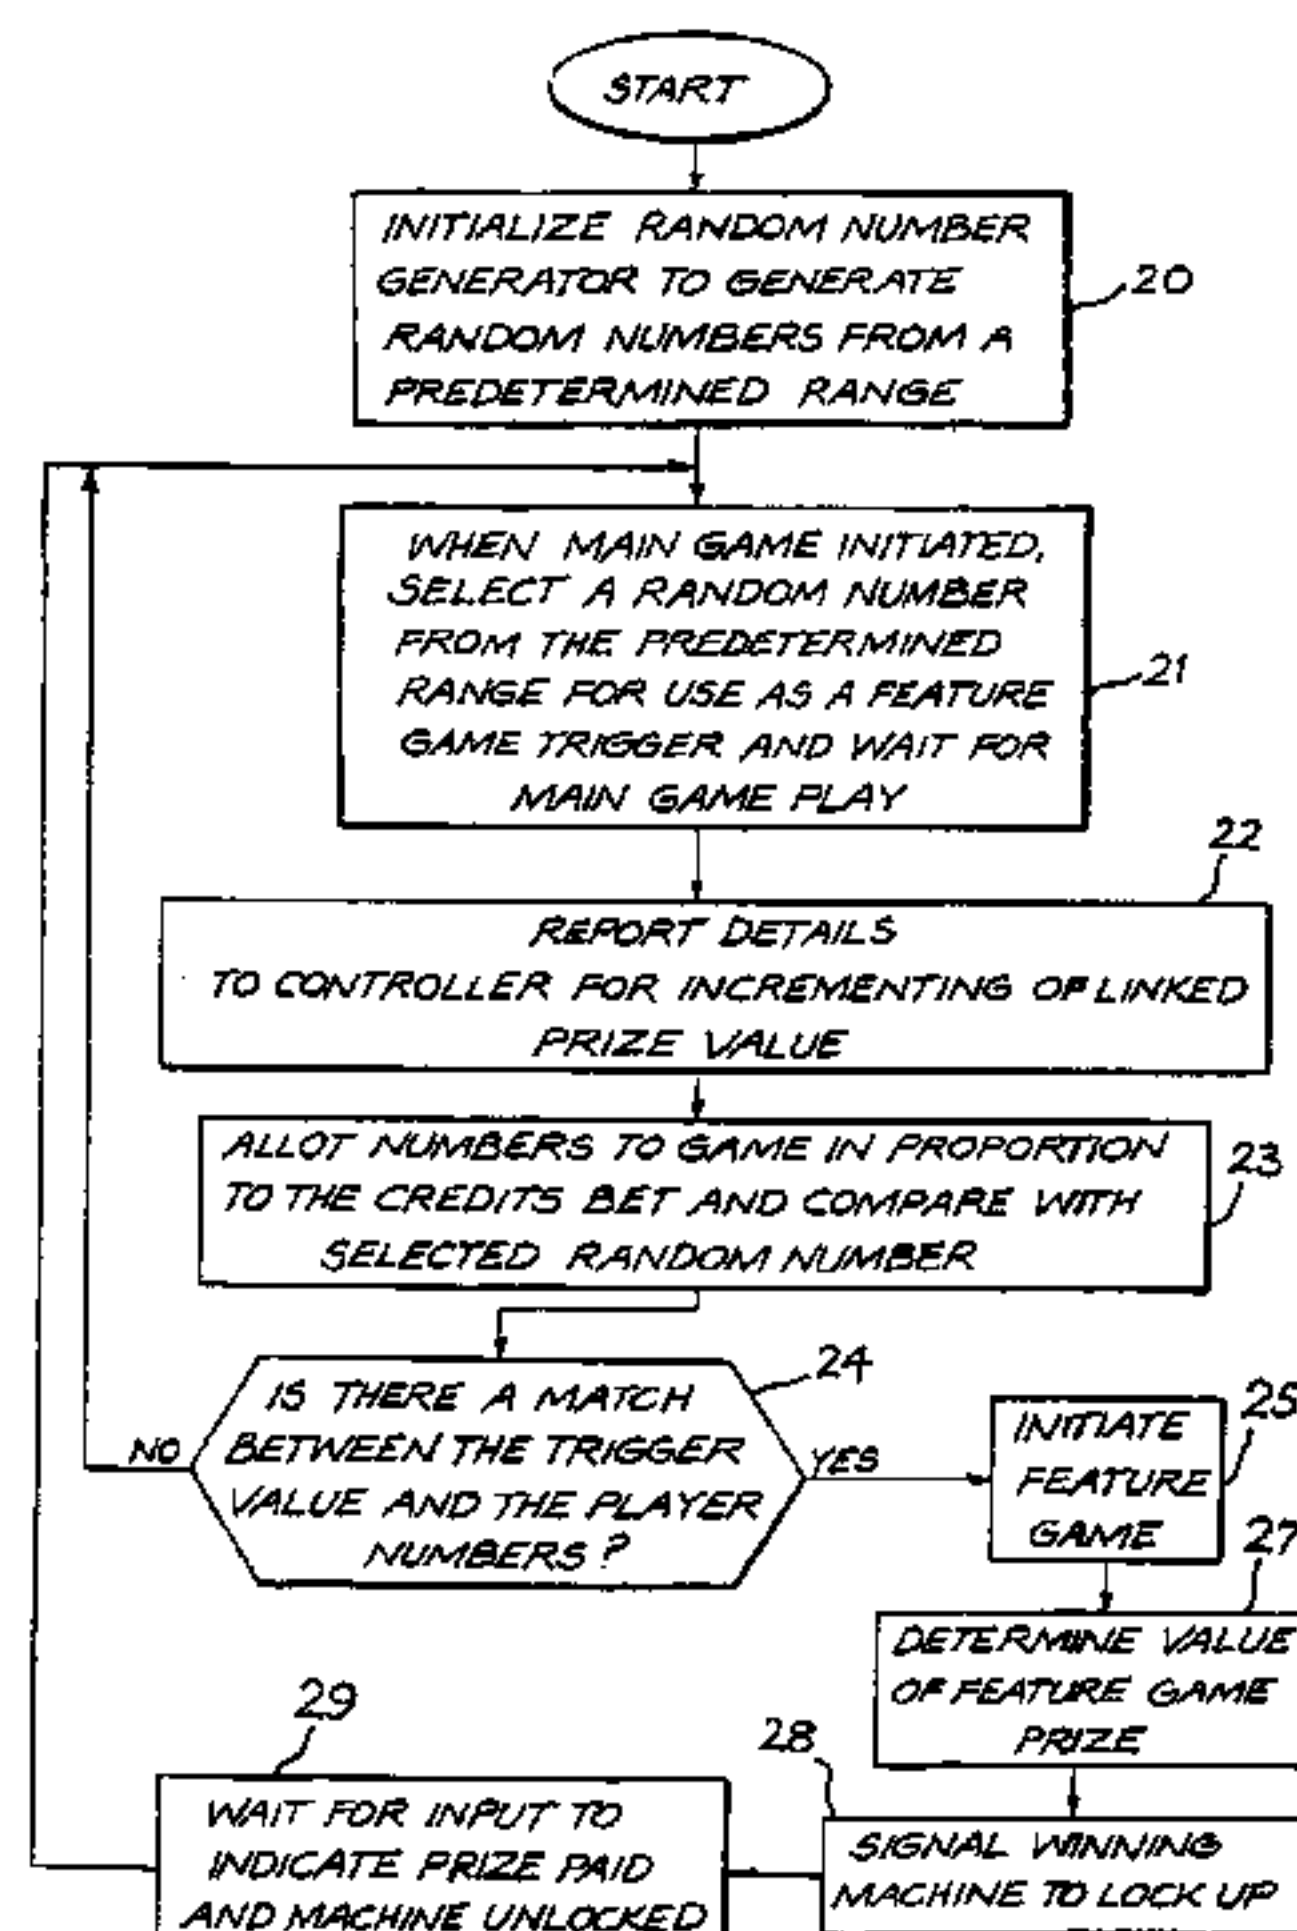 START
INITIALIZE RANDOM NUMBER
GENERATOR TO GENERATE
RANDOM NUMBERS FROM A
PREDETERMINED RANGE
20
WHEN MAIN GAME INITIATED,
SELECT A RANDOM NUMBER
FROM THE PREDETERMINED
RANGE FOR USE AS A FEATURE
GAME TRIGGER AND WAIT FOR
MAIN GAME PLAY
21
22
REPORT DETAILS
TO CONTROLLER FOR INCREMENTING OF LINKED
PRIZE VALUE
ALLOT NUMBERS TO GAME IN PROPORTION
TO THE CREDITS BET AND COMPARE WITH
SELECTED RANDOM NUMBER
23
24
IS THERE A MATCH
BETWEEN THE TRIGGER
VALUE AND THE PLAYER
NUMBERS?
NO
YES
25
INITIATE
FEATURE
GAME
27
DETERMINE VALUE
OF FEATURE GAME
PRIZE
28
SIGNAL WINNING
MACHINE TO LOCK UP
29
WAIT FOR INPUT TO
INDICATE PRIZE PAID
AND MACHINE UNLOCKED